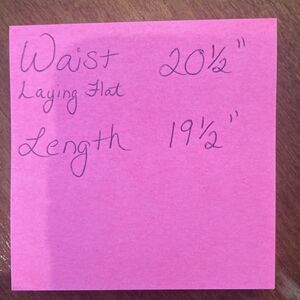 Waist 20½"
Laying Flat
Length 19½"